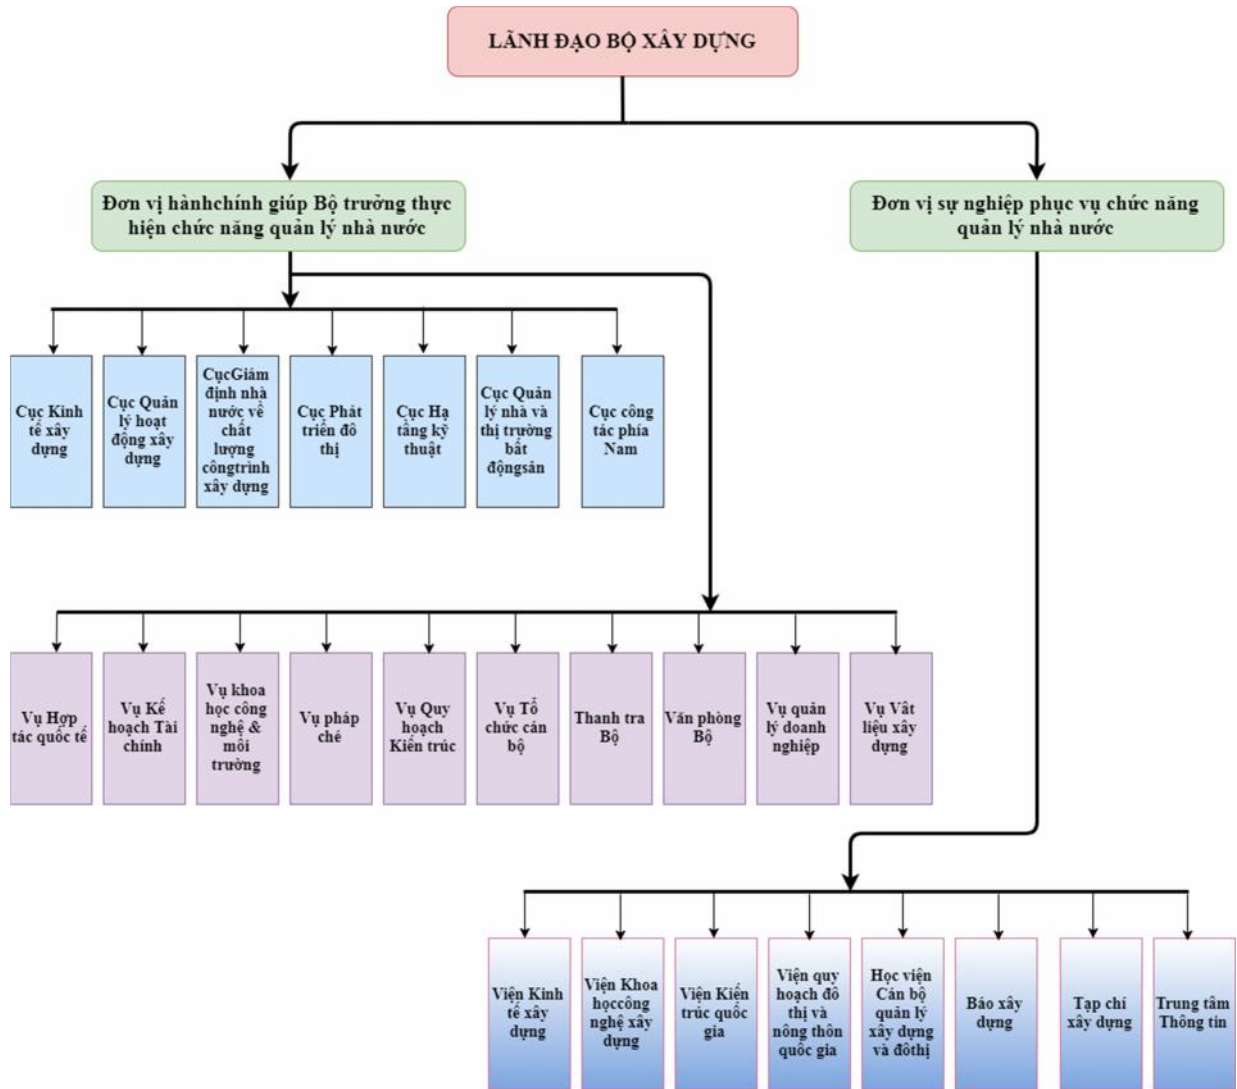 LÃNH ĐẠO BỘ XÂY DỰNG
Đơn vị hànhchính giúp Bộ trưởng thực
hiện chức năng quản lý nhà nước
Đơn vị sự nghiệp phục vụ chức năng
quản lý nhà nước
Cục Kinh
tế xây
dựng
Cục Quản
lý hoạt
động xây
dựng
CụcGiám
định nhà
nước về
chất
lượng
côngtrình
xây dựng
Cục Phát
triển đô
thị
Cục Hạ
tầng kỹ
thuật
Cục Quản
lý nhà và
thị trường
bất
độngsản
Cục công
tác phía
Nam
Vụ Hợp
tác quốc tế
Vụ Kế
hoạch Tài
chính
Vụ khoa
học công
nghệ &
môi
trường
Vụ pháp
chế
Vụ Quy
hoạch
Kiến trúc
Vụ Tổ
chức cán
bộ
Thanh tra
Bộ
Văn phòng
Bộ
Vụ quản
lý doanh
nghiệp
Vụ Vât
liệu xây
dựng
Viện Kinh
tế xây
dựng
Viện Khoa
họccông
nghệ xây
dựng
Viện Kiến
trúc quốc
gia
Viện quy
hoạch đô
thị và
nông thôn
quốc gia
Học viện
Cán bộ
quản lý
xây dựng
và đôthị
Báo xây
dựng
Tạp chí
xây dựng
Trung tâm
Thông tin